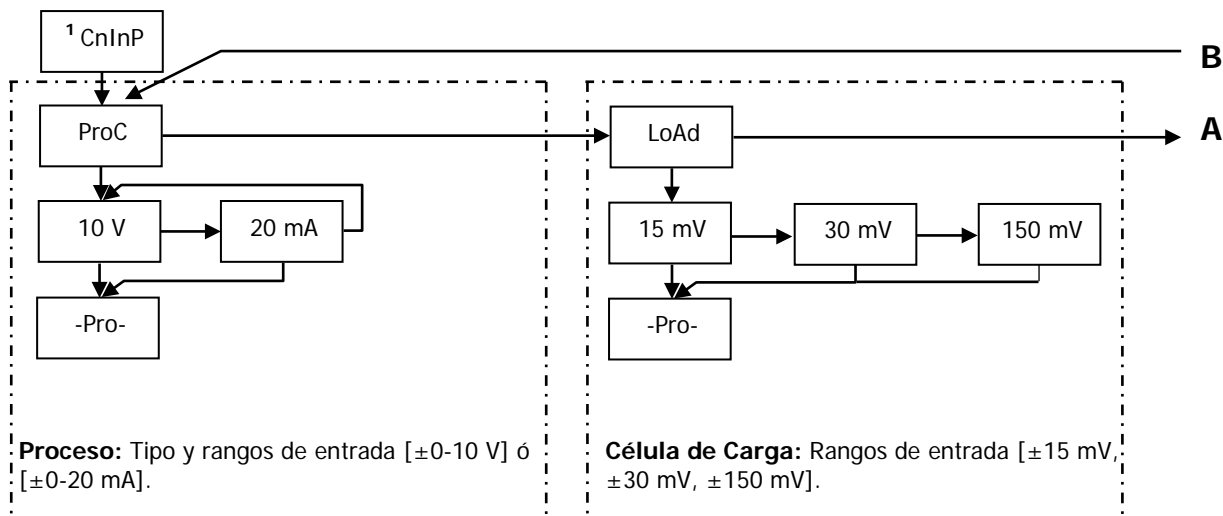 ¹ CnInP
B
ProC
LoAd
A
10 V
20 mA
15 mV
30 mV
150 mV
-Pro-
-Pro-
Proceso: Tipo y rangos de entrada [±0-10 V] ó
[±0-20 mA].
Célula de Carga: Rangos de entrada [±15 mV,
±30 mV, ±150 mV].